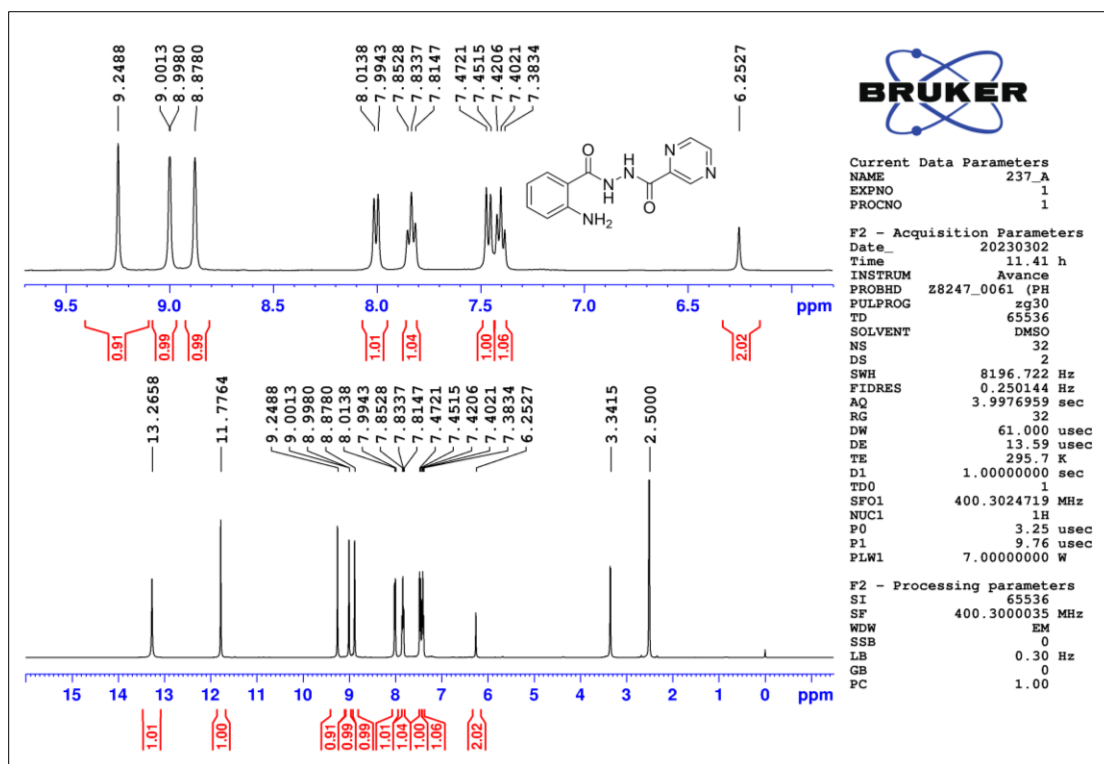 9.2488
9.0013
8.9980
8.8780
8.0138
7.9943
7.8528
7.8337
7.8147
7.4721
7.4515
7.4206
7.4021
7.3834
6.2527
O
NH
NH
O
N
N
NH2
9.5 9.0 8.0 7.5 7.0 6.5 ppm
0.91
0.99
0.99
1.01
1.04
1.00
1.06
2.02
13.2658
11.7764
9.2488
9.0013
8.9980
8.8780
8.0138
7.9943
7.8528
7.8337
7.8147
7.4721
7.4515
7.4206
7.4021
7.3834
6.2527
3.3415
2.5000
15 14 13 12 11 10 9 8 7 6 5 4 3 2 1 0 ppm
1.01
1.00
0.91
0.99
0.99
1.01
1.04
1.00
1.06
2.02
BRUKER
Current Data Parameters
NAME 237_A
EXPNO 1
PROCNO 1
F2 - Acquisition Parameters
Date_ 20230302
Time 11.41 h
INSTRUM Avance
PROBHD Z8247_0061 (PH
PULPROG zg30
TD 65536
SOLVENT DMSO
NS 32
DS 2
SWH 8196.722 Hz
FIDRES 0.250144 Hz
AQ 3.9976959 sec
RG 32
DW 61.000 usec
DE 13.59 usec
TE 295.7 K
D1 1.00000000 sec
TD0 1
SFO1 400.3024719 MHz
NUC1 1H
P0 3.25 usec
P1 9.76 usec
PLW1 7.00000000 W
F2 - Processing parameters
SI 65536
SF 400.3000035 MHz
WDW EM
SSB 0
LB 0.30 Hz
GB 0
PC 1.00